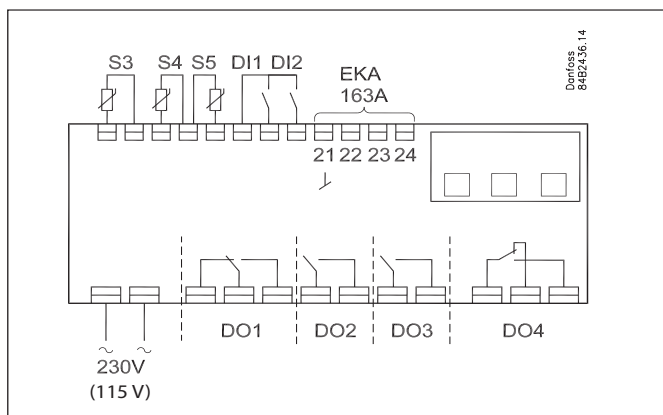 S3 S4 S5 DI1 DI2
EKA
163A
Danfoss
84B2436.14
21 22 23 24
DO1 DO2 DO3 DO4
230V
(115 V)